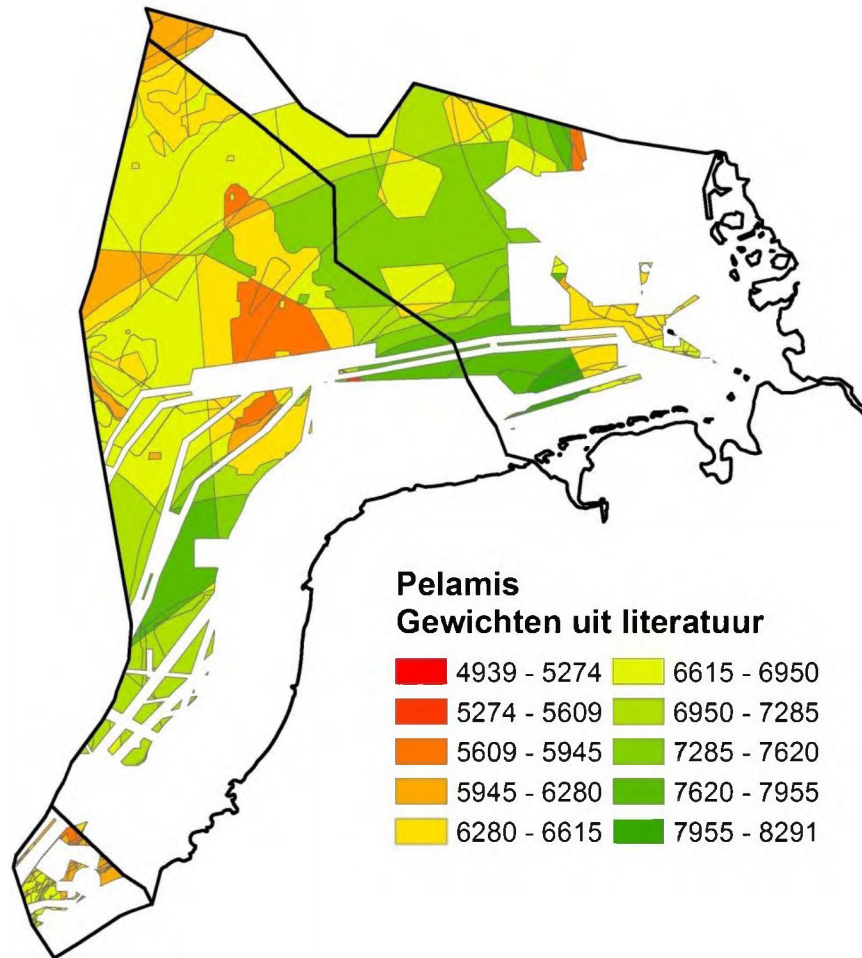 Pelamis
Gewichten uit literatuur
4939 - 5274
5274 - 5609
5609 - 5945
5945 - 6280
6280 - 6615
6615 - 6950
6950 - 7285
7285 - 7620
7620 - 7955
7955 - 8291